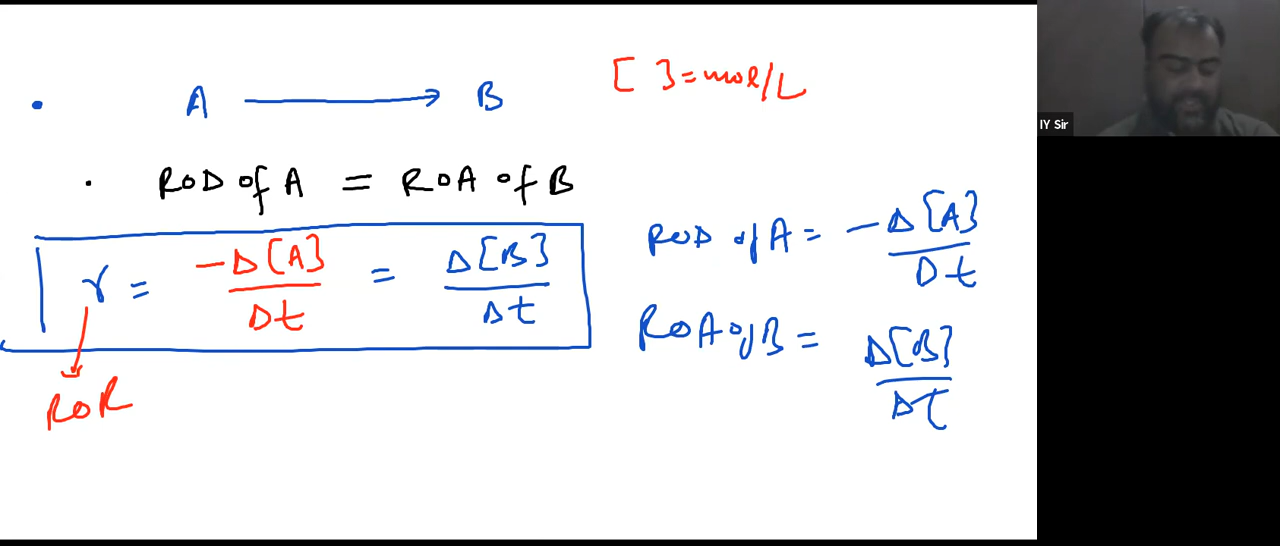 A ⟶ B
[ ] = mol/L
• ROD of A = ROA of B
r = -Δ[A]/Δt = Δ[B]/Δt
ROR
ROD of A = -Δ[A]/Δt
ROA of B = Δ[B]/Δt
IY Sir